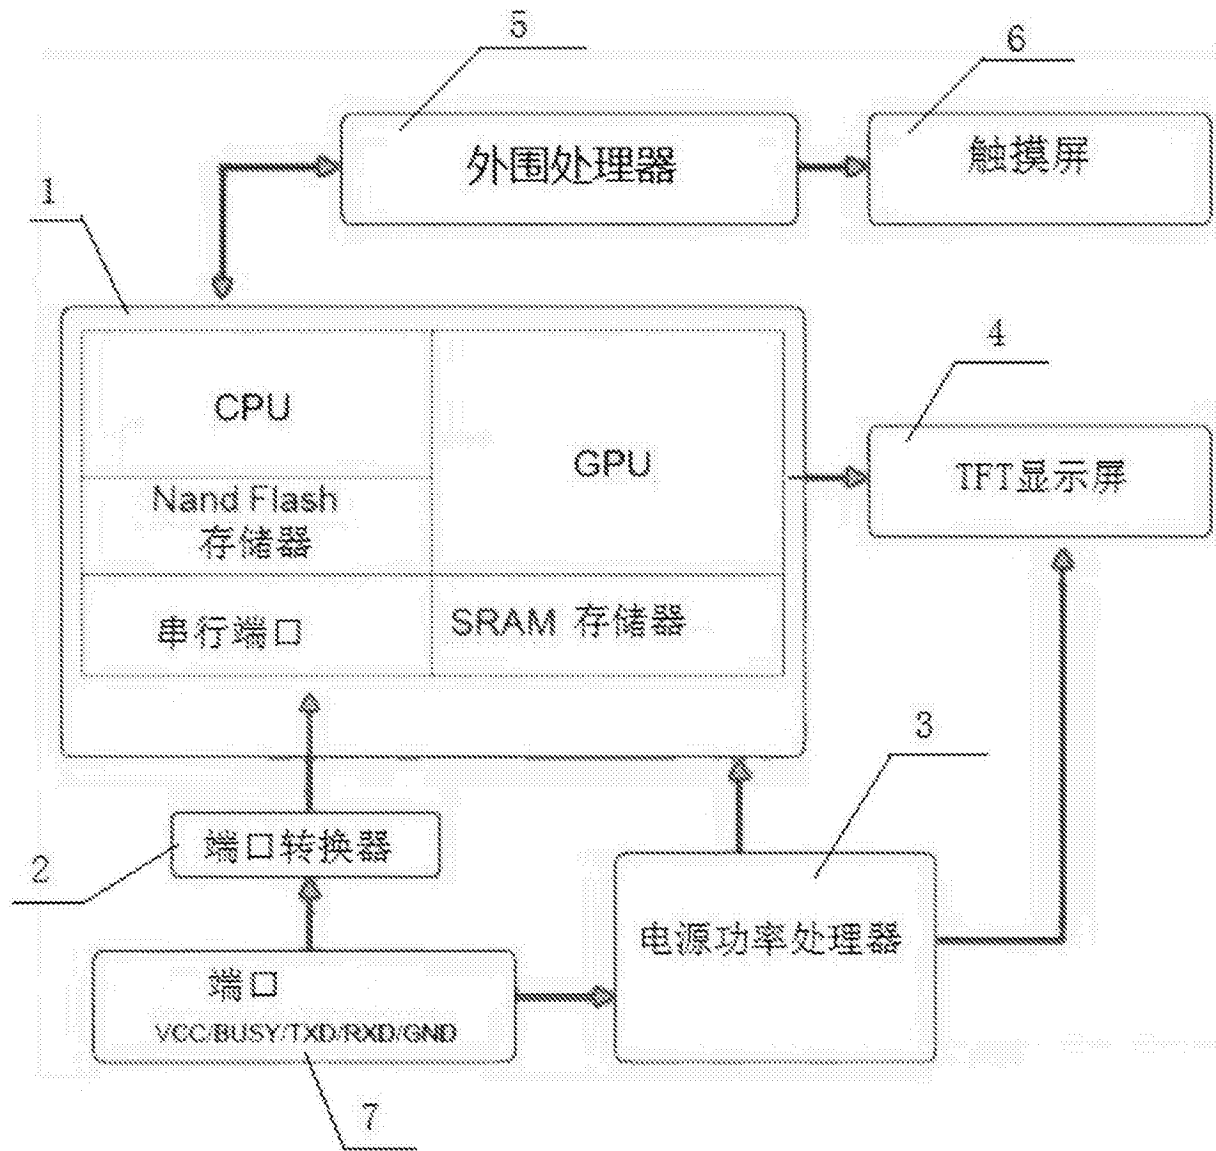 5
6
外围处理器
触摸屏
1
4
CPU
GPU
TFT显示屏
Nand Flash
存储器
串行端口
SRAM 存储器
3
端口转换器
2
电源功率处理器
端口
VCC/BUSY/TXD/RXD/GND
7